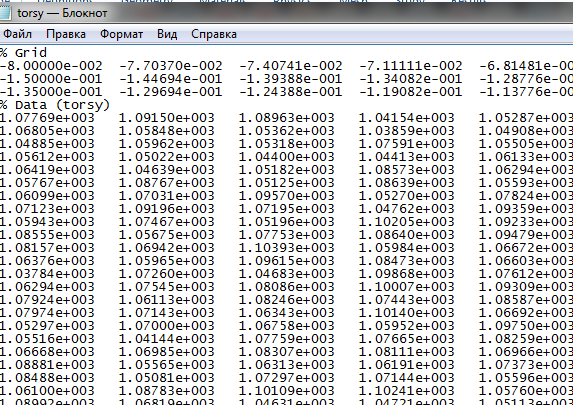 torsy — Блокнот
Файл Правка Формат Вид Справка
% Grid
-8.00000e-002 -7.70370e-002 -7.40741e-002 -7.11111e-002 -6.81481e-002
-1.50000e-001 -1.44694e-001 -1.39388e-001 -1.34082e-001 -1.28776e-001
-1.35000e-001 -1.29694e-001 -1.24388e-001 -1.19082e-001 -1.13776e-001
% Data (torsy)
1.07769e+003 1.09150e+003 1.08963e+003 1.04154e+003 1.05287e+003
1.06805e+003 1.05848e+003 1.05362e+003 1.03859e+003 1.04908e+003
1.04885e+003 1.05962e+003 1.05318e+003 1.07591e+003 1.05505e+003
1.05612e+003 1.05022e+003 1.04400e+003 1.04413e+003 1.06133e+003
1.06419e+003 1.04639e+003 1.05182e+003 1.08573e+003 1.06294e+003
1.05767e+003 1.08767e+003 1.05125e+003 1.08639e+003 1.05593e+003
1.06099e+003 1.07031e+003 1.09570e+003 1.05270e+003 1.07824e+003
1.07123e+003 1.09196e+003 1.07195e+003 1.04762e+003 1.09359e+003
1.05943e+003 1.07467e+003 1.05196e+003 1.10205e+003 1.09233e+003
1.08555e+003 1.05675e+003 1.07753e+003 1.08640e+003 1.09479e+003
1.08157e+003 1.06942e+003 1.10393e+003 1.05984e+003 1.06672e+003
1.06376e+003 1.05965e+003 1.09615e+003 1.08473e+003 1.06603e+003
1.03784e+003 1.07260e+003 1.04683e+003 1.09868e+003 1.07612e+003
1.06294e+003 1.07545e+003 1.08086e+003 1.10007e+003 1.09309e+003
1.07924e+003 1.06113e+003 1.08246e+003 1.07443e+003 1.08587e+003
1.07974e+003 1.07143e+003 1.06343e+003 1.10140e+003 1.06692e+003
1.05297e+003 1.07000e+003 1.06758e+003 1.05952e+003 1.09750e+003
1.05516e+003 1.04144e+003 1.07759e+003 1.07665e+003 1.08259e+003
1.06668e+003 1.06985e+003 1.08307e+003 1.08111e+003 1.06966e+003
1.08881e+003 1.05565e+003 1.06313e+003 1.06191e+003 1.07373e+003
1.08488e+003 1.05081e+003 1.07297e+003 1.07144e+003 1.05596e+003
1.06100e+003 1.08783e+003 1.10109e+003 1.10241e+003 1.05760e+003
1.08992e+003 1.06819e+003 1.04631e+003 1.04721e+003 1.05113e+003